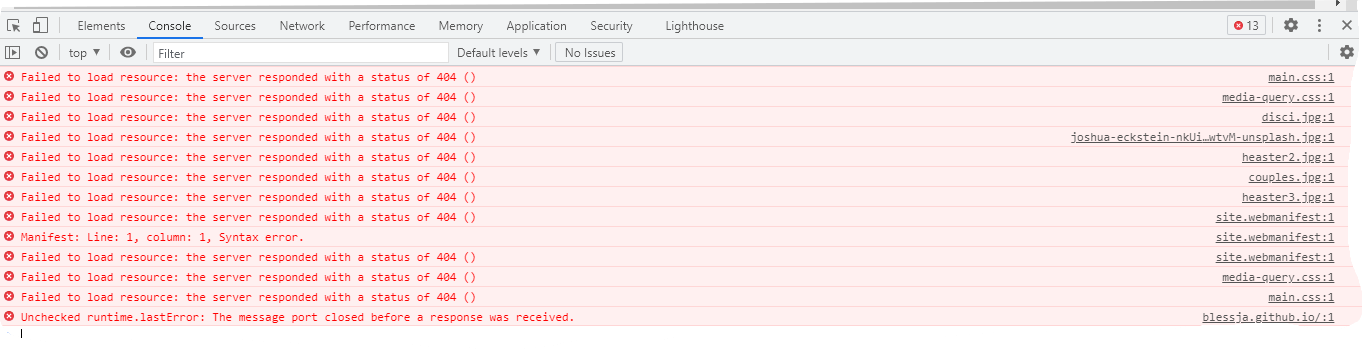 Elements Console Sources Network Performance Memory Application Security Lighthouse 13
top Filter Default levels No Issues
Failed to load resource: the server responded with a status of 404 () main.css:1
Failed to load resource: the server responded with a status of 404 () media-query.css:1
Failed to load resource: the server responded with a status of 404 () disci.jpg:1
Failed to load resource: the server responded with a status of 404 () joshua-eckstein-nkUi…wtvM-unsplash.jpg:1
Failed to load resource: the server responded with a status of 404 () heaster2.jpg:1
Failed to load resource: the server responded with a status of 404 () couples.jpg:1
Failed to load resource: the server responded with a status of 404 () heaster3.jpg:1
Failed to load resource: the server responded with a status of 404 () site.webmanifest:1
Manifest: Line: 1, column: 1, Syntax error. site.webmanifest:1
Failed to load resource: the server responded with a status of 404 () site.webmanifest:1
Failed to load resource: the server responded with a status of 404 () media-query.css:1
Failed to load resource: the server responded with a status of 404 () main.css:1
Unchecked runtime.lastError: The message port closed before a response was received. blessja.github.io/:1